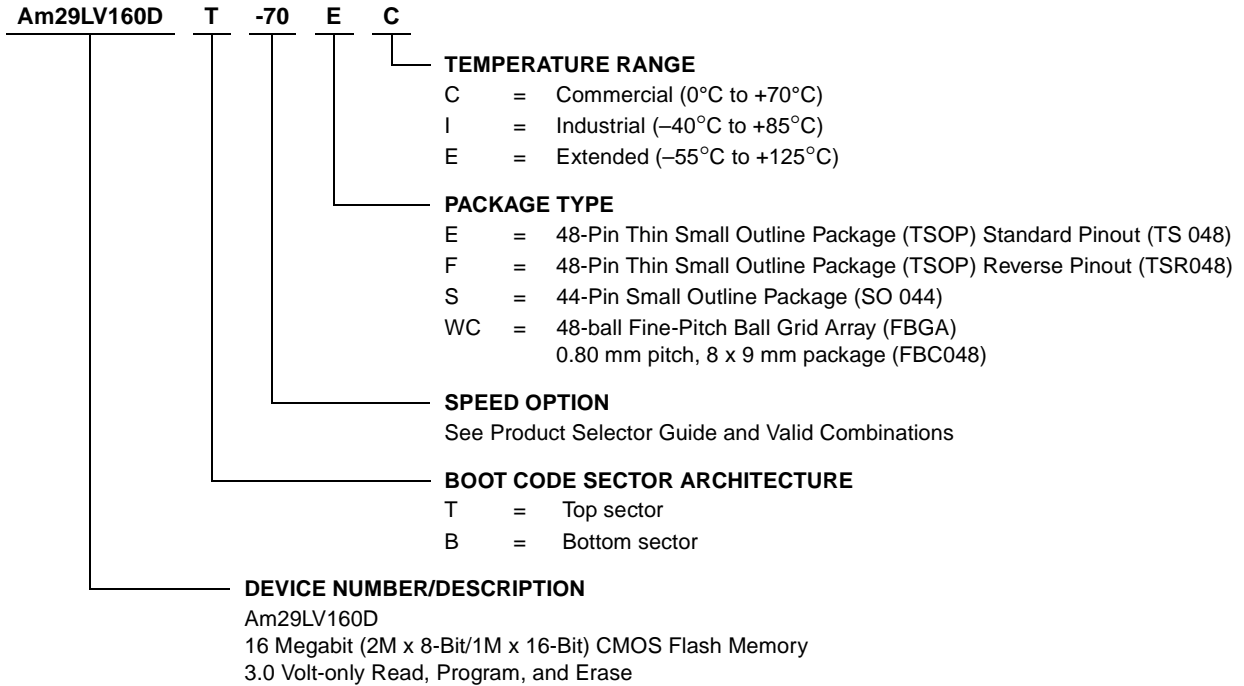 Am29LV160D T -70 E C
TEMPERATURE RANGE
C = Commercial (0°C to +70°C)
I = Industrial (–40°C to +85°C)
E = Extended (–55°C to +125°C)
PACKAGE TYPE
E = 48-Pin Thin Small Outline Package (TSOP) Standard Pinout (TS 048)
F = 48-Pin Thin Small Outline Package (TSOP) Reverse Pinout (TSR048)
S = 44-Pin Small Outline Package (SO 044)
WC = 48-ball Fine-Pitch Ball Grid Array (FBGA)
0.80 mm pitch, 8 x 9 mm package (FBC048)
SPEED OPTION
See Product Selector Guide and Valid Combinations
BOOT CODE SECTOR ARCHITECTURE
T = Top sector
B = Bottom sector
DEVICE NUMBER/DESCRIPTION
Am29LV160D
16 Megabit (2M x 8-Bit/1M x 16-Bit) CMOS Flash Memory
3.0 Volt-only Read, Program, and Erase